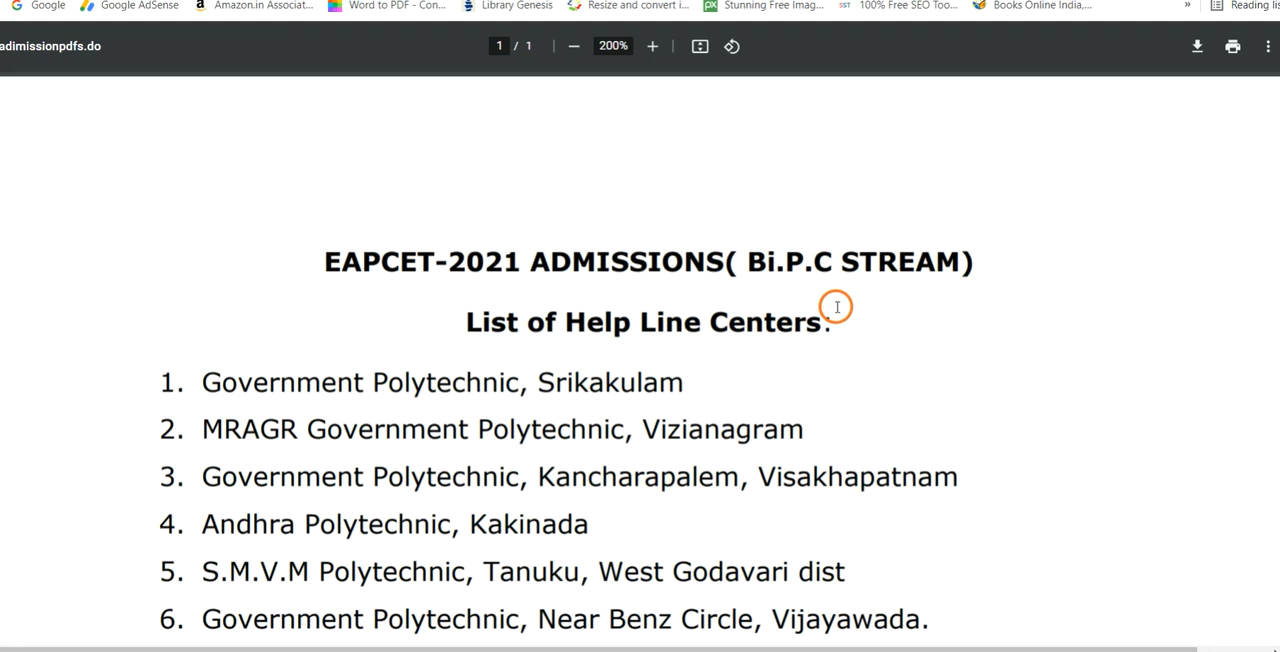 Google Google AdSense Amazon.in Associat... Word to PDF - Con... Library Genesis Resize and convert i... Stunning Free Imag... 100% Free SEO Too... Books Online India,... » Reading lis
adimissionpdfs.do 1 / 1 — 200% +
EAPCET-2021 ADMISSIONS( Bi.P.C STREAM)
List of Help Line Centers:
1. Government Polytechnic, Srikakulam
2. MRAGR Government Polytechnic, Vizianagram
3. Government Polytechnic, Kancharapalem, Visakhapatnam
4. Andhra Polytechnic, Kakinada
5. S.M.V.M Polytechnic, Tanuku, West Godavari dist
6. Government Polytechnic, Near Benz Circle, Vijayawada.